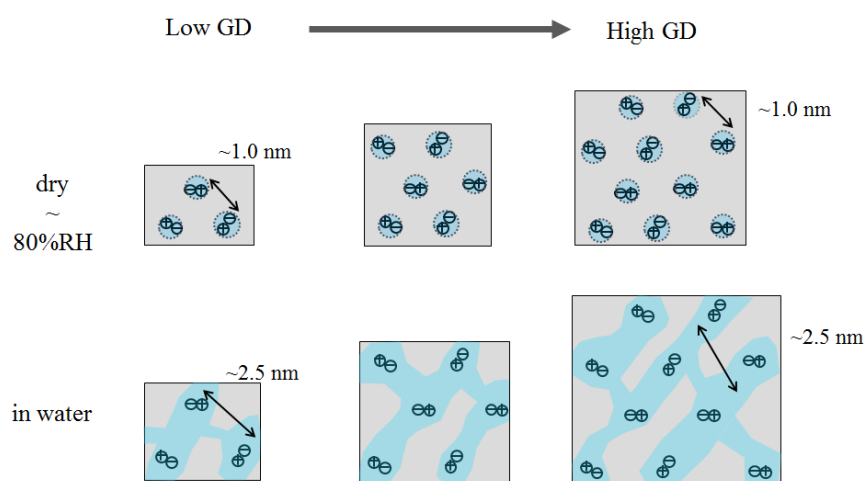 Low GD
High GD
~1.0 nm
~1.0 nm
dry
~
80%RH
~2.5 nm
~2.5 nm
in water